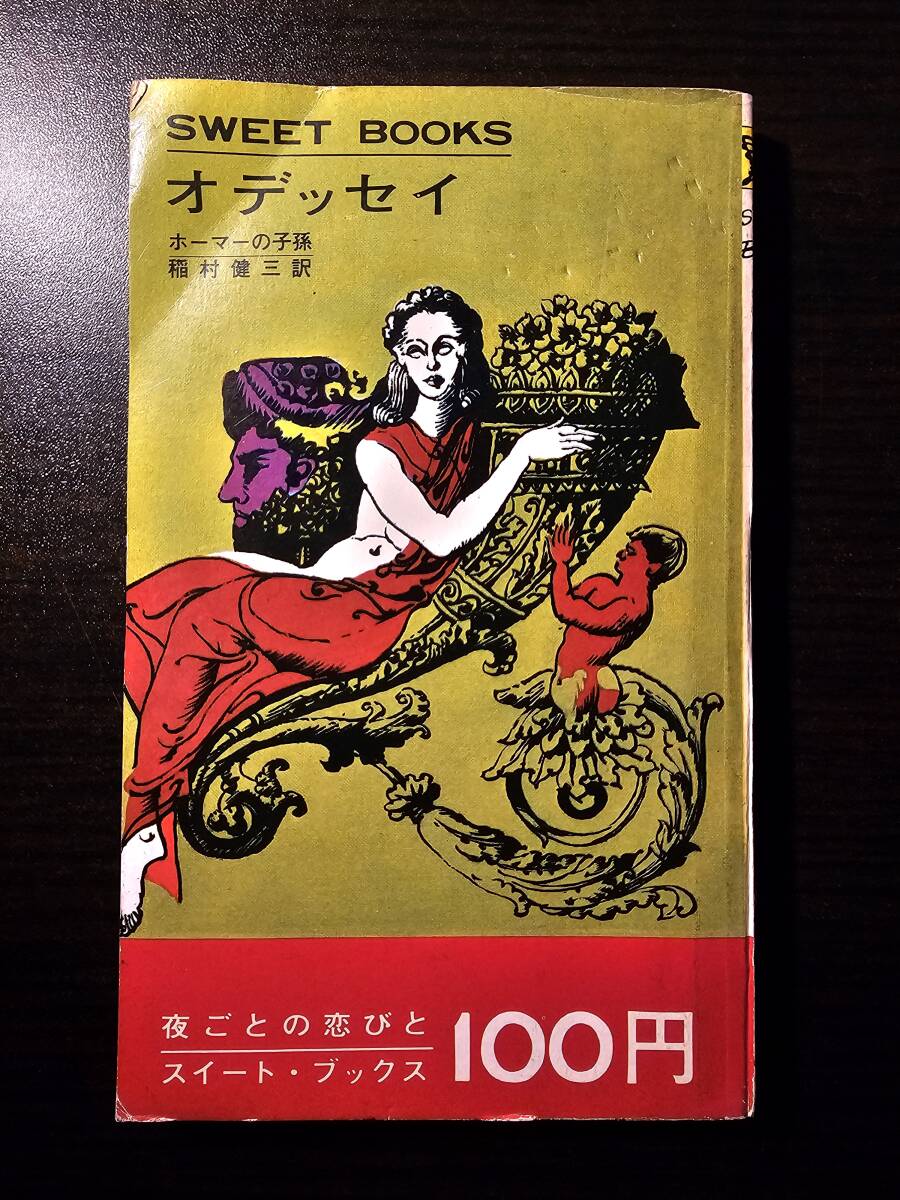 SWEET BOOKS
オデッセイ
ホーマーの子孫
稲村健三訳
夜ごとの恋びと
スイート・ブックス
100円